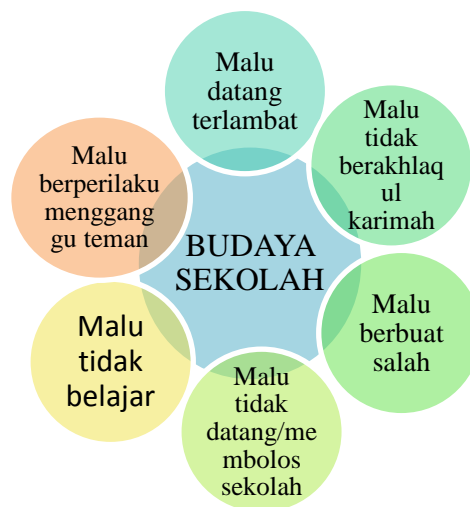 Malu
datang
terlambat
Malu
tidak
berakhlaq
ul
karimah
Malu
berbuat
salah
Malu
tidak
datang/me
mbolos
sekolah
Malu
tidak
belajar
Malu
berperilaku
menggang
gu teman
BUDAYA
SEKOLAH